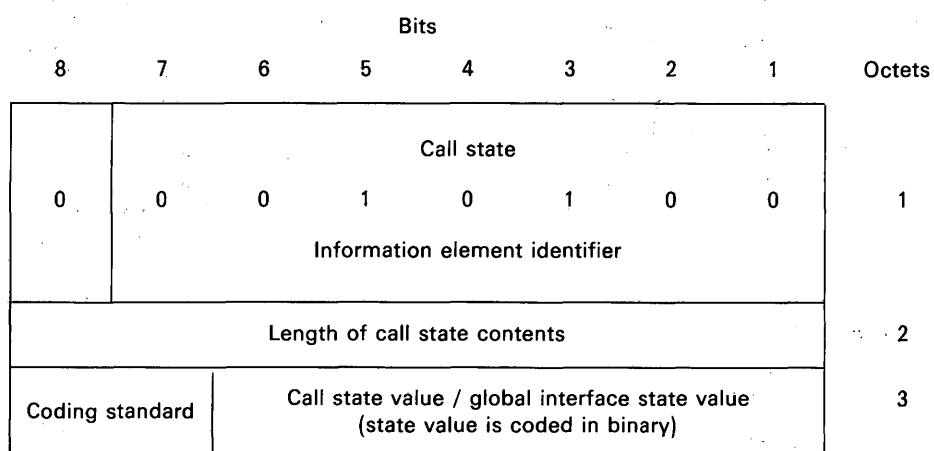 Bits
8 7 6 5 4 3 2 1 Octets
Call state
0 0 0 1 0 1 0 0 1
Information element identifier
Length of call state contents 2
Coding standard Call state value / global interface state value 3
(state value is coded in binary)